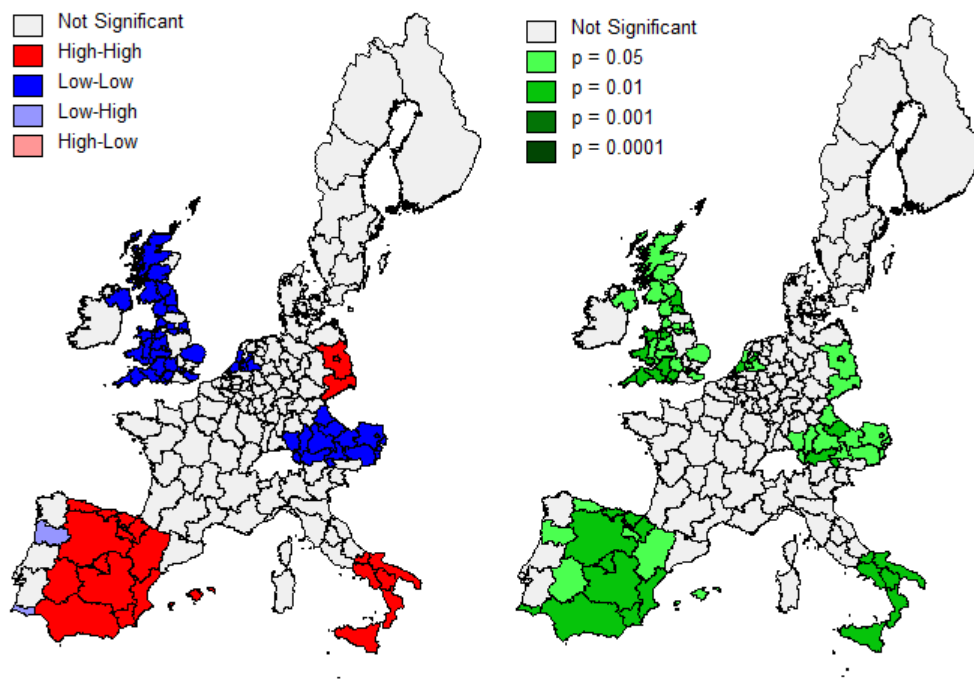 Not Significant
High-High
Low-Low
Low-High
High-Low
Not Significant
p = 0.05
p = 0.01
p = 0.001
p = 0.0001